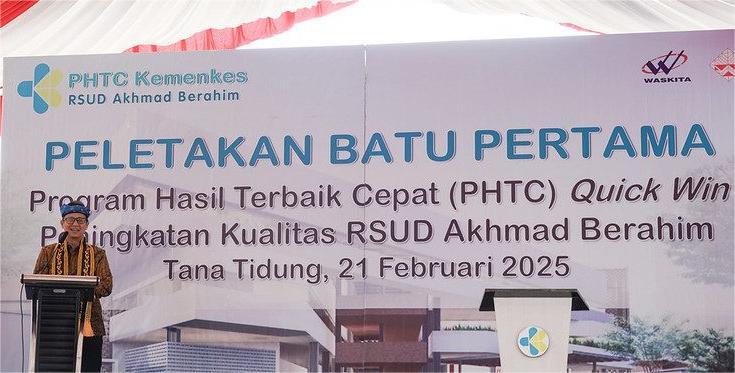 PHTC Kemenkes
RSUD Akhmad Berahim
WASKITA
PELETAKAN BATU PERTAMA
Program Hasil Terbaik Cepat (PHTC) Quick Win
Kualitas RSUD Akhmad Berahim
Tana Tidung, 21 Februari 2025